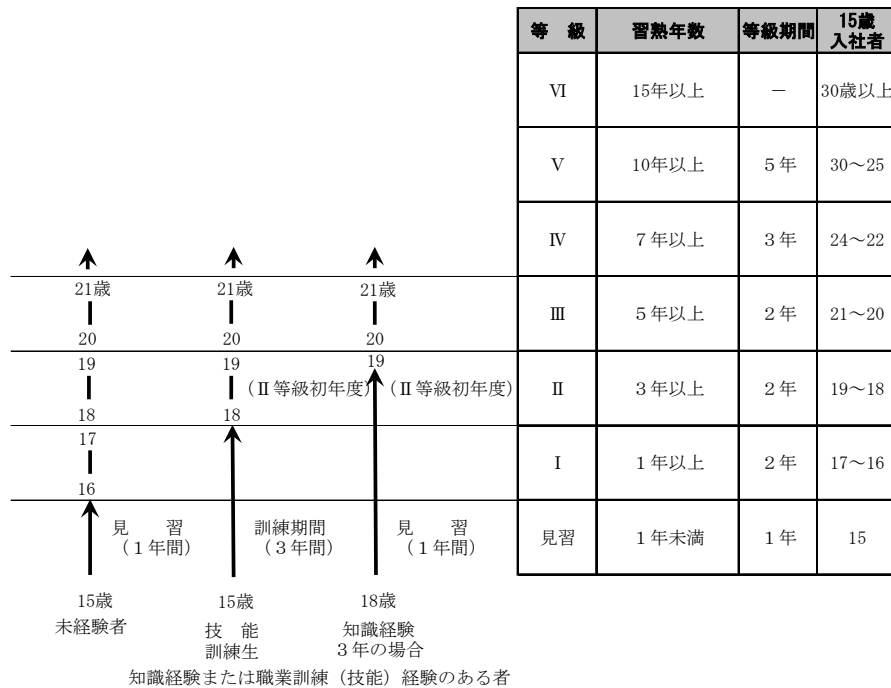 等　級　習熟年数　等級期間　15歳入社者
Ⅵ　15年以上　－　30歳以上
Ⅴ　10年以上　５年　30～25
Ⅳ　７年以上　３年　24～22
21歳　21歳　21歳
Ⅲ　５年以上　２年　21～20
20　20　20
19　19　19
（Ⅱ等級初年度）　（Ⅱ等級初年度）
Ⅱ　３年以上　２年　19～18
18　18
17
Ⅰ　１年以上　２年　17～16
16
見　習　訓練期間　見　習
（１年間）　（３年間）　（１年間）
見習　１年未満　１年　15
15歳　15歳　18歳
未経験者　技　能　知識経験
訓練生　３年の場合
知識経験または職業訓練（技能）経験のある者